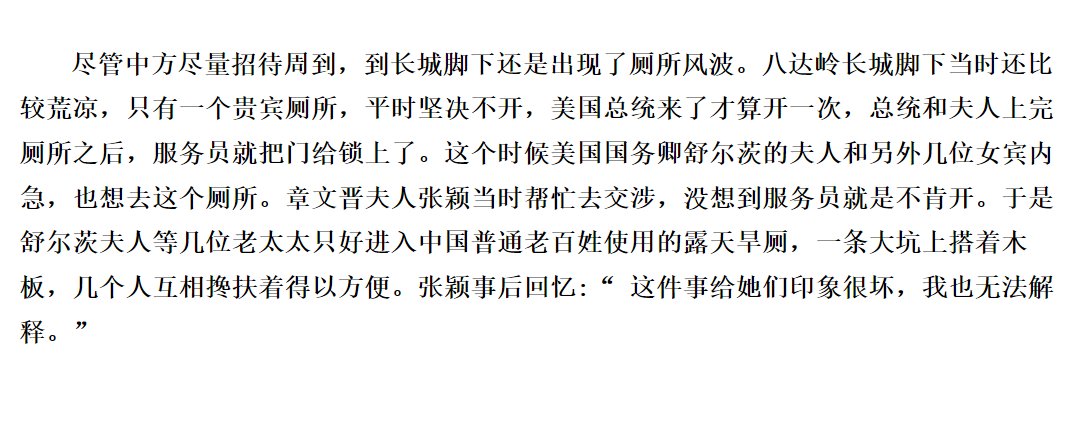 尽管中方尽量招待周到，到长城脚下还是出现了厕所风波。八达岭长城脚下当时还比
较荒凉，只有一个贵宾厕所，平时坚决不开，美国总统来了才算开一次，总统和夫人上完
厕所之后，服务员就把门给锁上了。这个时候美国国务卿舒尔茨的夫人和另外几位女宾内
急，也想去这个厕所。章文晋夫人张颖当时帮忙去交涉，没想到服务员就是不肯开。于是
舒尔茨夫人等几位老太太只好进入中国普通老百姓使用的露天旱厕，一条大坑上搭着木
板，几个人互相搀扶着得以方便。张颖事后回忆：“ 这件事给她们印象很坏，我也无法解
释。”